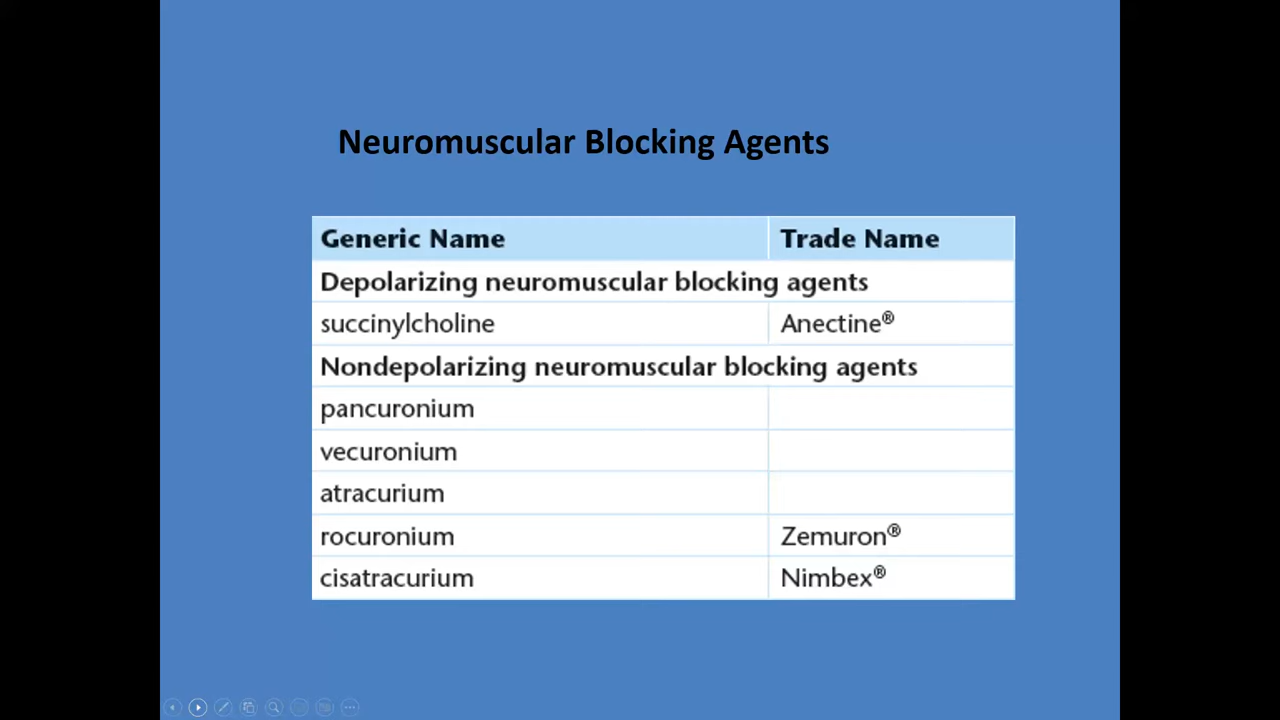 Neuromuscular Blocking Agents
Generic Name Trade Name
Depolarizing neuromuscular blocking agents
succinylcholine Anectine®
Nondepolarizing neuromuscular blocking agents
pancuronium
vecuronium
atracurium
rocuronium Zemuron®
cisatracurium Nimbex®